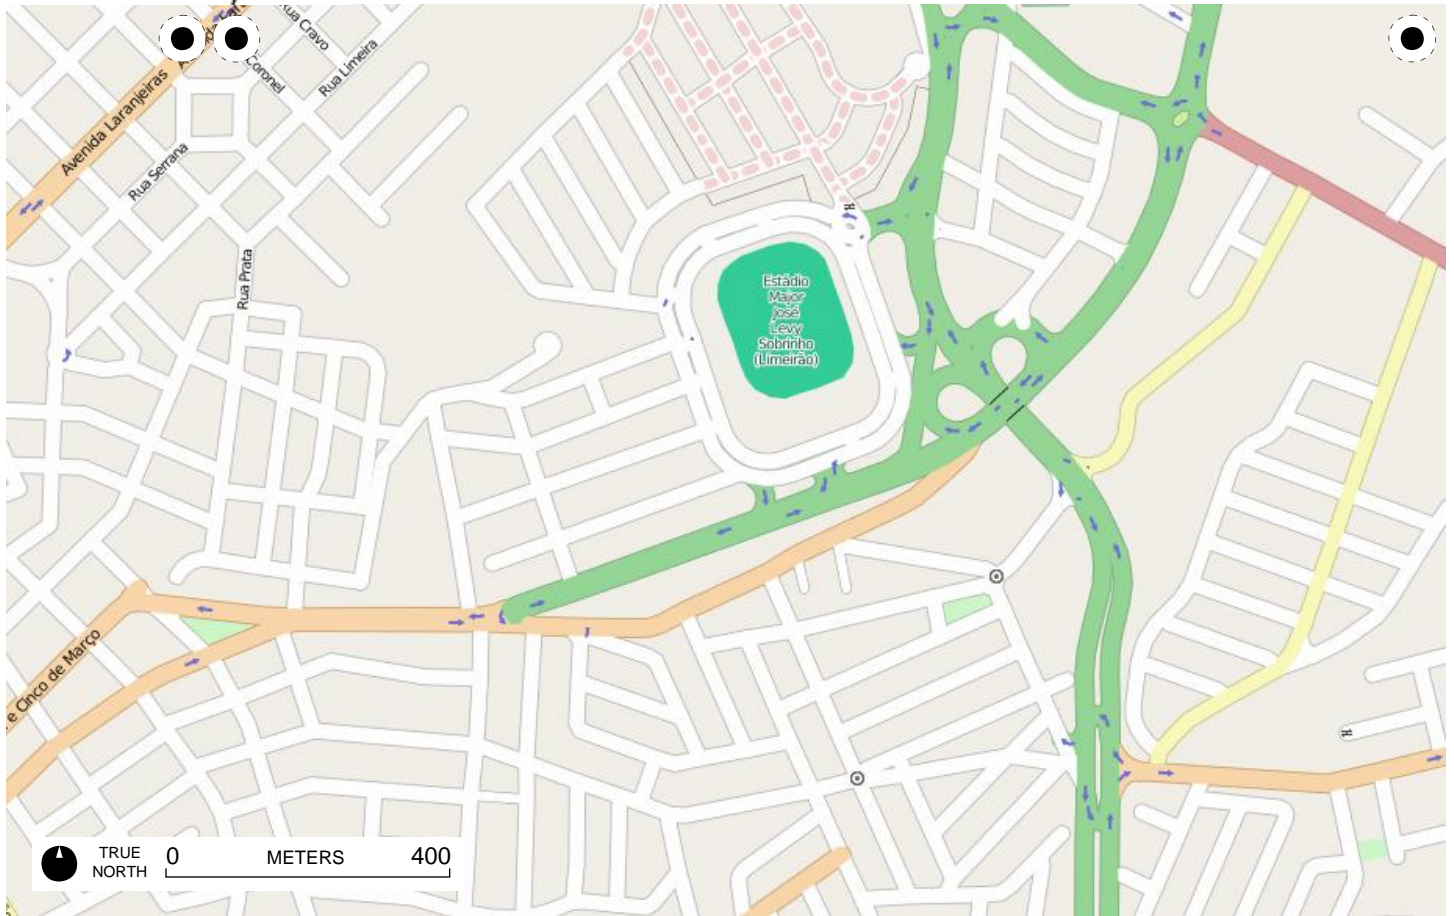 Rua Cravo
Coronel
Rua Limeira
Avenida Laranjeiras
Rua Serrana
Rua Prata
Estádio
Major
José
Levy
Sobrinho
(Limeirão)
e Cinco de Março
TRUE
NORTH
0
METERS
400